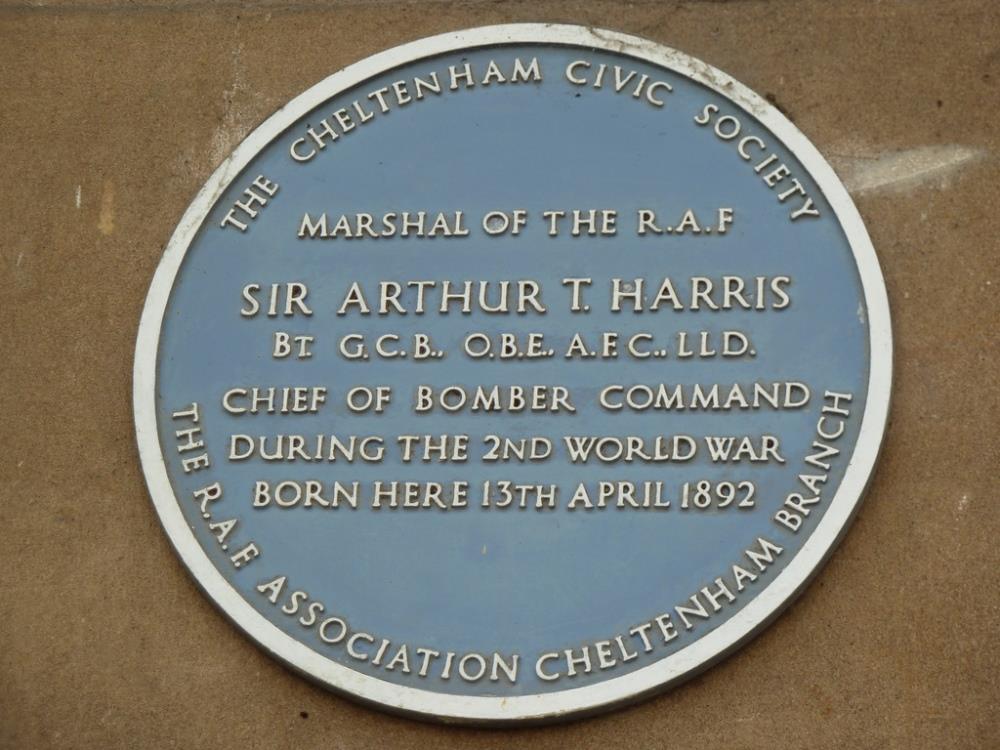 THE CHELTENHAM CIVIC SOCIETY
MARSHAL OF THE R.A.F
SIR ARTHUR T. HARRIS
BT. G.C.B., O.B.E., A.F.C., LLD.
CHIEF OF BOMBER COMMAND
DURING THE 2ND WORLD WAR
BORN HERE 13TH APRIL 1892
THE R.A.F. ASSOCIATION CHELTENHAM BRANCH